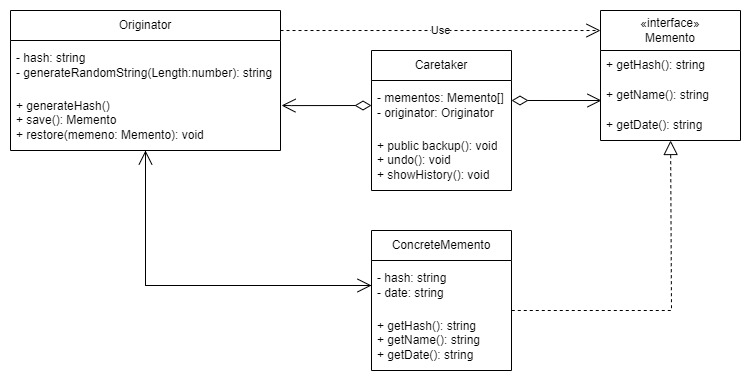 Originator
- hash: string
- generateRandomString(Length:number): string
+ generateHash()
+ save(): Memento
+ restore(memeno: Memento): void
Use
«interface»
Memento
+ getHash(): string
+ getName(): string
+ getDate(): string
Caretaker
- mementos: Memento[]
- originator: Originator
+ public backup(): void
+ undo(): void
+ showHistory(): void
ConcreteMemento
- hash: string
- date: string
+ getHash(): string
+ getName(): string
+ getDate(): string